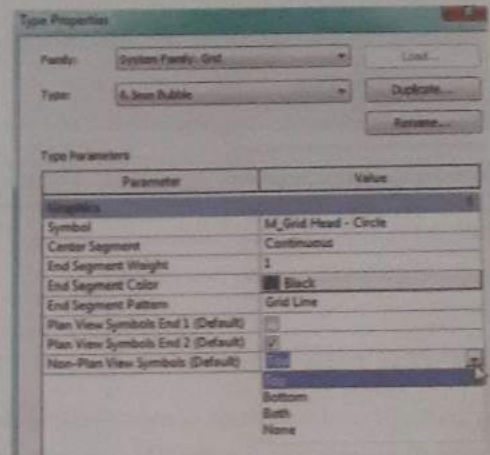 Type Properties
Family: System Family: Grid Load...
Type: 6.5mm Bubble Duplicate...
Rename...
Type Parameters
Parameter Value
Graphics
Symbol M_Grid Head - Circle
Center Segment Continuous
End Segment Weight 1
End Segment Color Black
End Segment Pattern Grid Line
Plan View Symbols End 1 (Default)
Plan View Symbols End 2 (Default)
Non-Plan View Symbols (Default) Top
Top
Bottom
Both
None